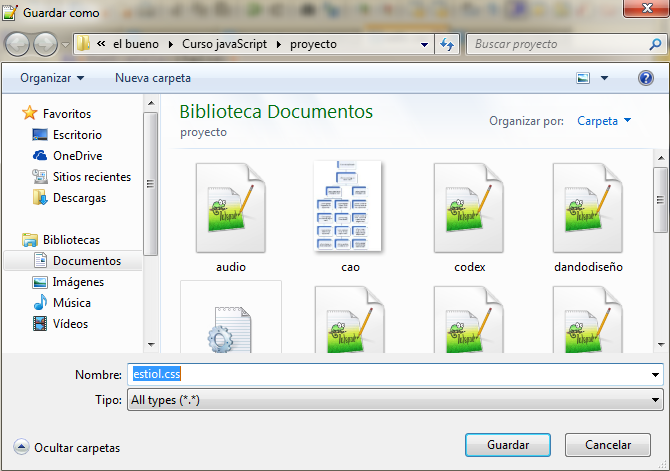 Guardar como
« el bueno Curso javaScript proyecto
Buscar proyecto
Organizar Nueva carpeta
Favoritos
Escritorio
OneDrive
Sitios recientes
Descargas
Bibliotecas
Documentos
Imágenes
Música
Vídeos
Biblioteca Documentos
proyecto
Organizar por: Carpeta
audio cao codex dandodiseño
Nombre: estiol.css
Tipo: All types (*.*)
Ocultar carpetas
Guardar Cancelar